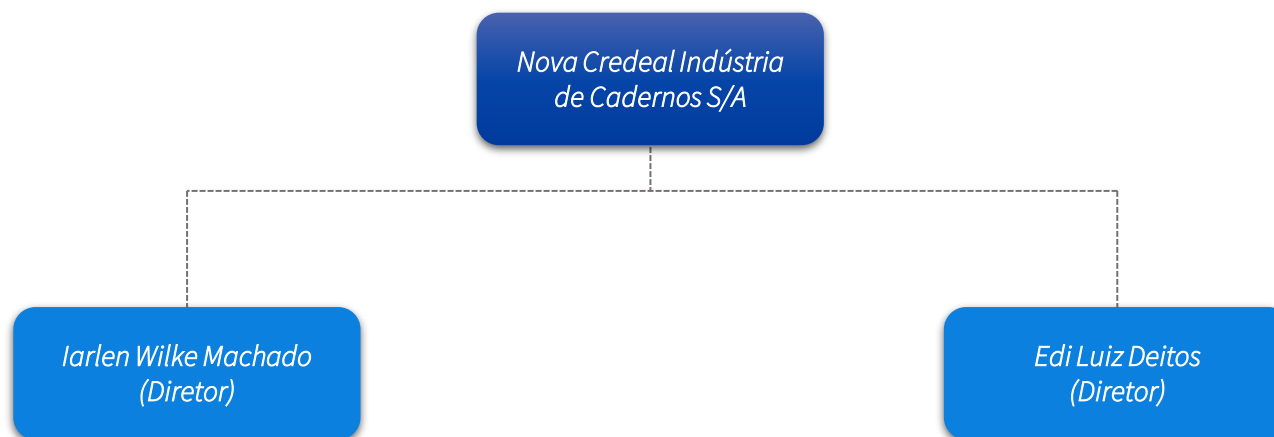 Nova Credeal Indústria
de Cadernos S/A
Iarlen Wilke Machado
(Diretor)
Edi Luiz Deitos
(Diretor)